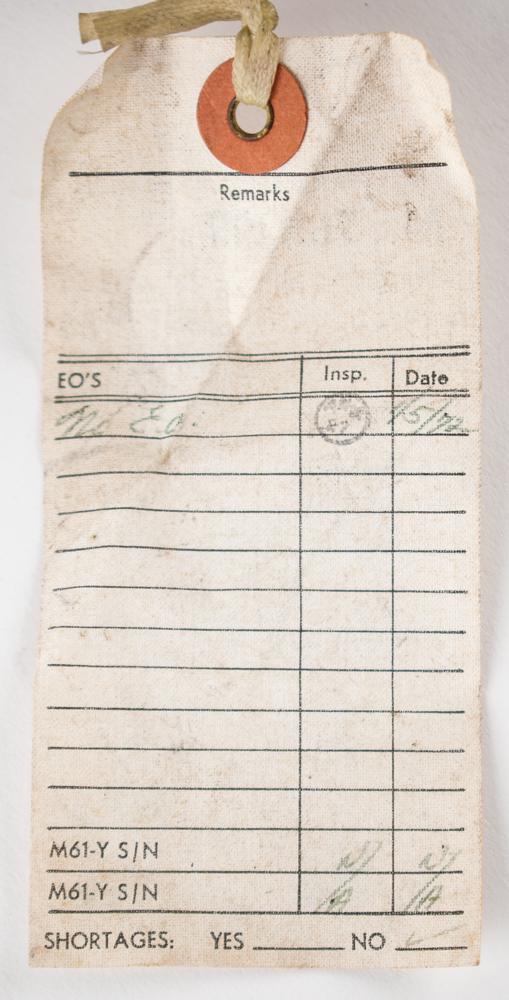 Remarks
EO'S Insp. Date
No E.O.
M61-Y S/N N/A N/A
M61-Y S/N
SHORTAGES: YES NO ✓